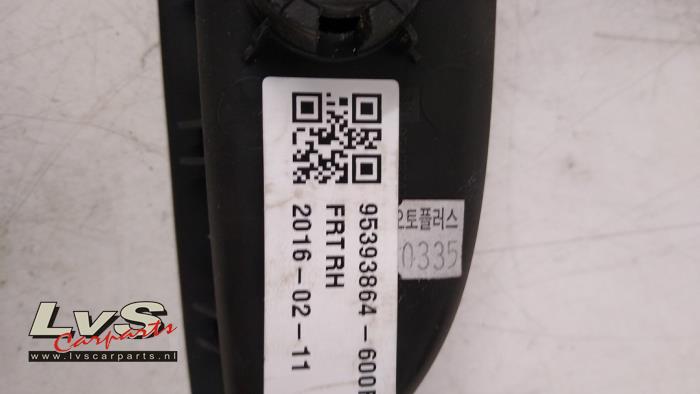 95393864-600
FRT RH
2016-02-11
오토플러스
0335
LvS
Carparts
www.lvscarparts.nl